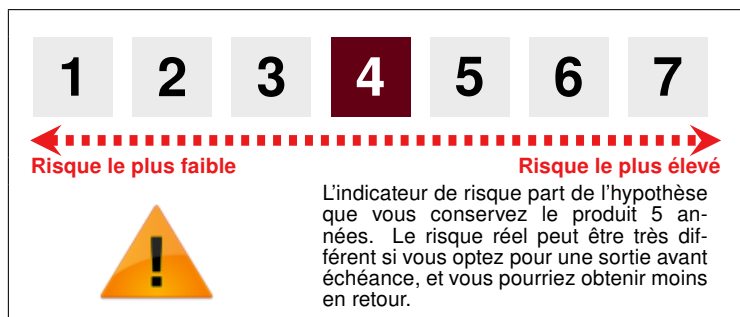 1 2 3 4 5 6 7
Risque le plus faible Risque le plus élevé
L'indicateur de risque part de l'hypothèse
que vous conservez le produit 5 an-
nées. Le risque réel peut être très dif-
férent si vous optez pour une sortie avant
échéance, et vous pourriez obtenir moins
en retour.